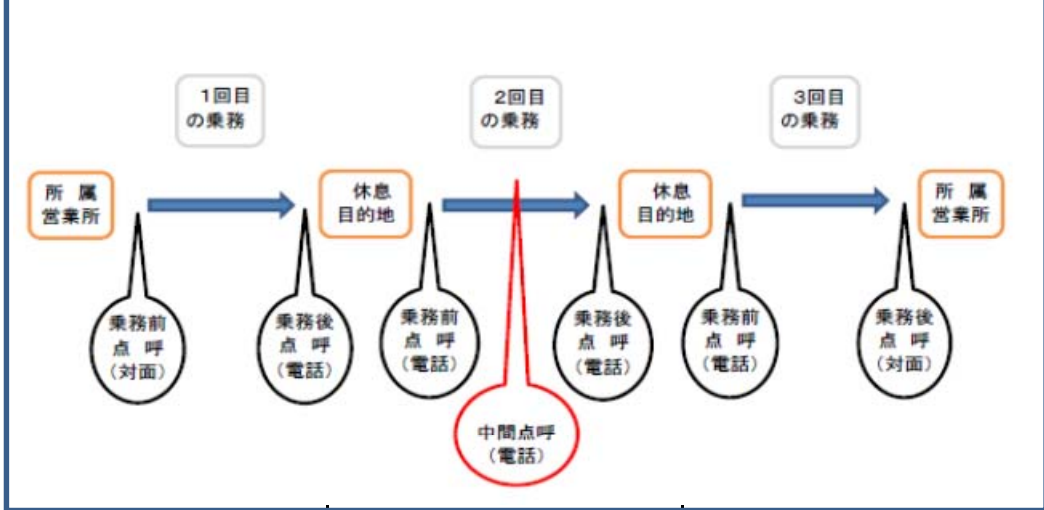 1回目
の乗務
2回目
の乗務
3回目
の乗務
所 属
営業所
休息
目的地
休息
目的地
所 属
営業所
乗務前
点 呼
(対面)
乗務後
点 呼
(電話)
乗務前
点 呼
(電話)
中間点呼
(電話)
乗務後
点 呼
(電話)
乗務前
点 呼
(電話)
乗務後
点 呼
(対面)